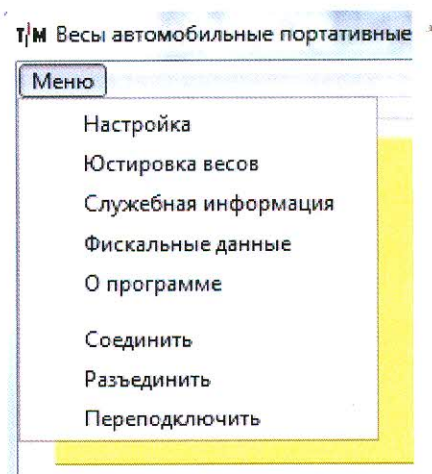 Т|М Весы автомобильные портативные
Меню
Настройка
Юстировка весов
Служебная информация
Фискальные данные
О программе
Соединить
Разъединить
Переподключить